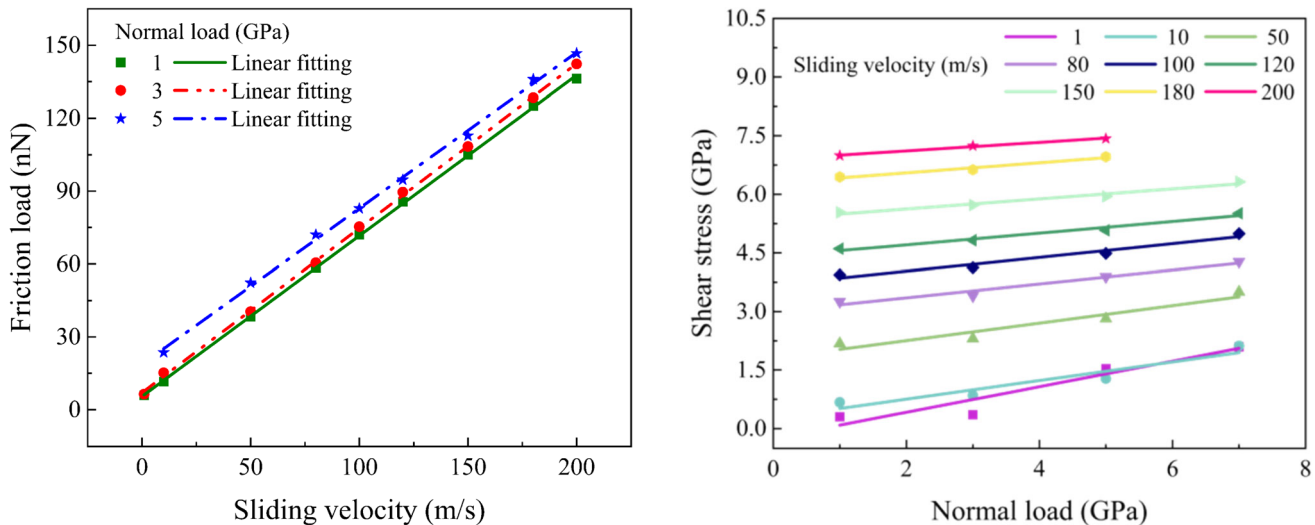 Normal load (GPa)
1 Linear fitting
3 Linear fitting
5 Linear fitting
150
120
90
60
30
0
Friction load (nN)
0 50 100 150 200
Sliding velocity (m/s)
Sliding velocity (m/s)
1 10 50
80 100 120
150 180 200
10.5
9.0
7.5
6.0
4.5
3.0
1.5
0.0
Shear stress (GPa)
0 2 4 6 8
Normal load (GPa)